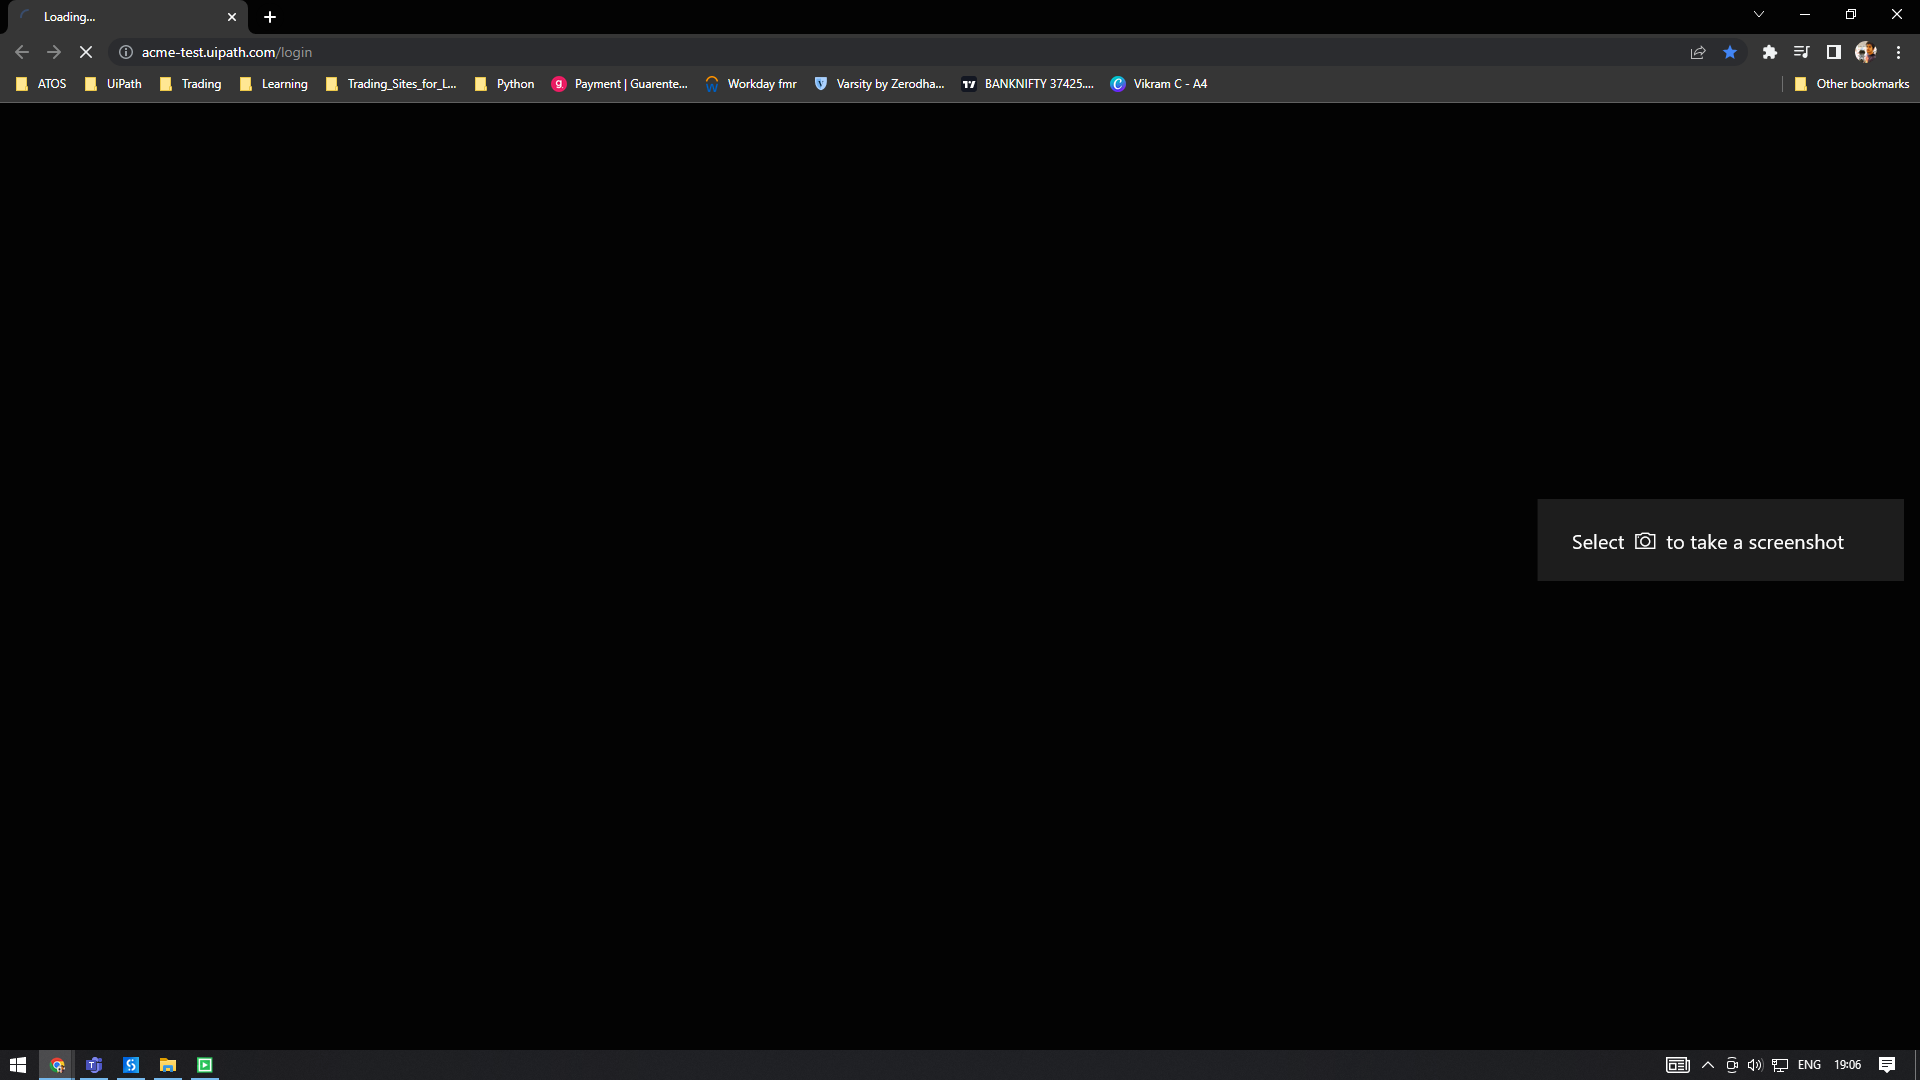 Loading...
acme-test.uipath.com/login
ATOS
UiPath
Trading
Learning
Trading_Sites_for_L...
Python
Payment | Guarente...
Workday fmr
Varsity by Zerodha...
BANKNIFTY 37425....
Vikram C - A4
Other bookmarks
Select to take a screenshot
ENG
19:06